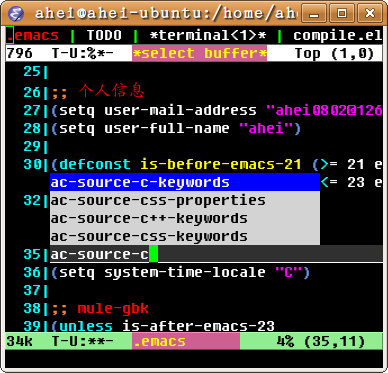 ahei@ahei-ubuntu:/home/ahe
.emacs | TODO | *terminal<1>* | compile.el
796 T-U:%*- *select buffer* Top (1,0)
25|
26|;; 个人信息
27|(setq user-mail-address "ahei0802@126
28|(setq user-full-name "ahei")
29|
30|(defconst is-before-emacs-21 (>= 21 e
ac-source-c-keywords <= 23 e
32| ac-source-css-properties
ac-source-c++-keywords
ac-source-css-keywords
35|ac-source-c
36|(setq system-time-locale "C")
37|
38|;; mule-gbk
39|(unless is-after-emacs-23
34k T-U:**- .emacs 4% (35,11)